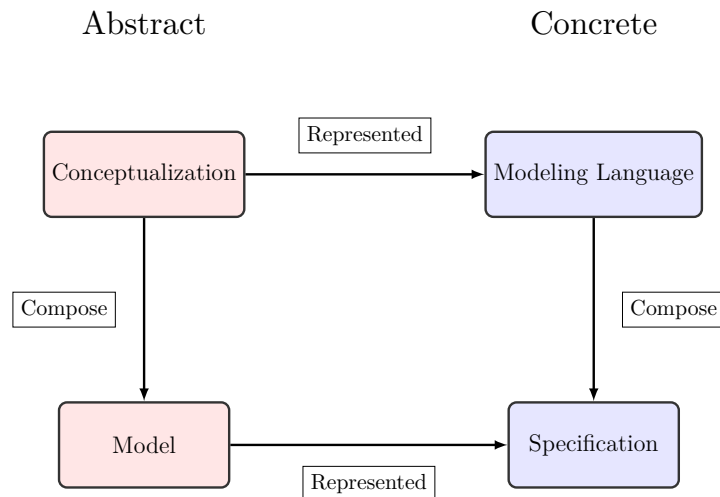 Abstract
Concrete
Represented
Conceptualization
Modeling Language
Compose
Compose
Model
Specification
Represented